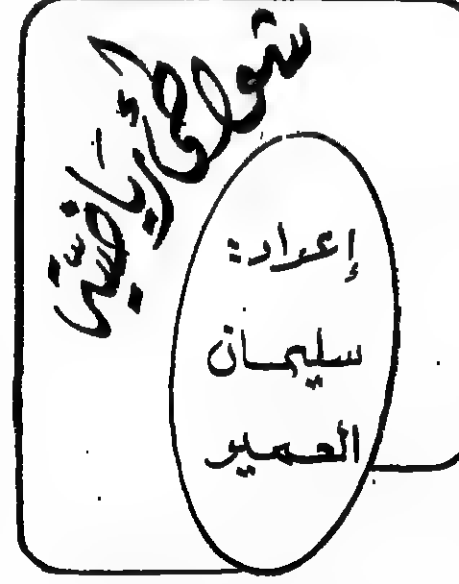 شواطئ رياضية
إعداد:
سليمان
العمير